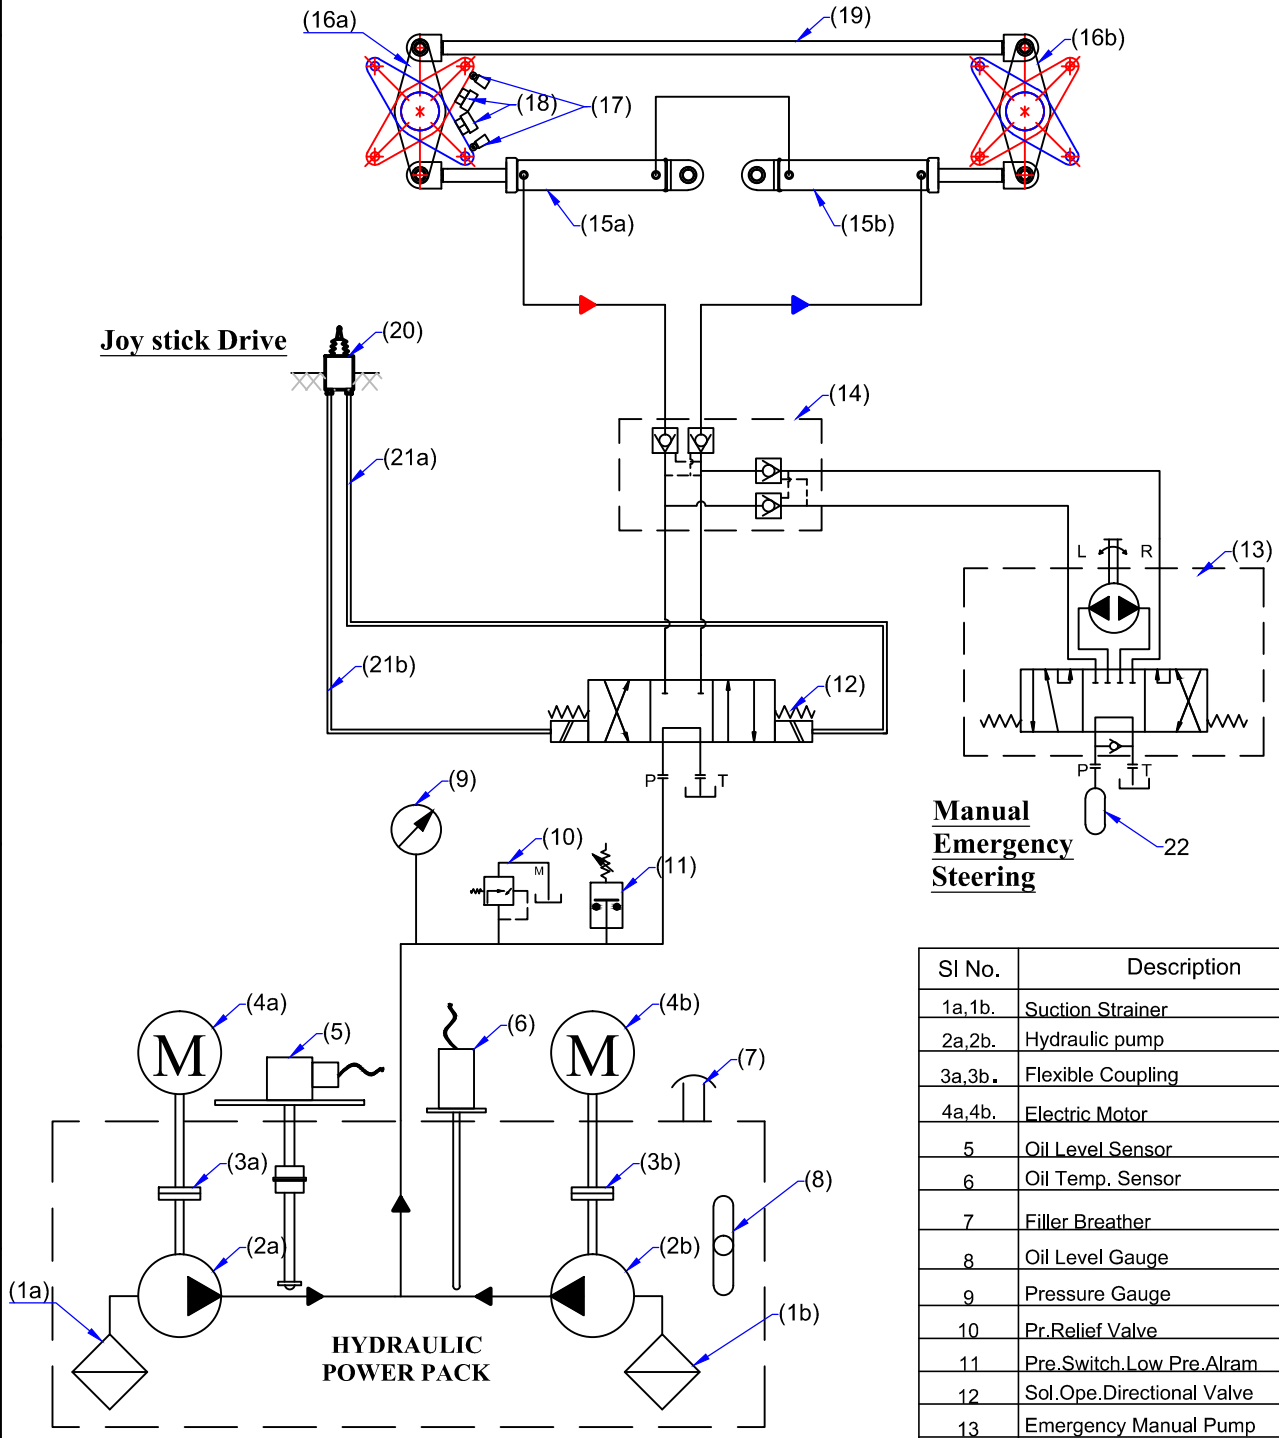 (16a)
(19)
(16b)
(18)
(17)
(15a)
(15b)
Joy stick Drive
(20)
(14)
(21a)
L
R
(13)
(21b)
(12)
P
T
(9)
P
T
(10)
M
(11)
Manual
Emergency
Steering
22
(4a)
(5)
(6)
(4b)
(7)
M
M
(3a)
(3b)
(8)
(2a)
(2b)
(1a)
(1b)
HYDRAULIC
POWER PACK
SI No. Description
1a,1b. Suction Strainer
2a,2b. Hydraulic pump
3a,3b. Flexible Coupling
4a,4b. Electric Motor
5 Oil Level Sensor
6 Oil Temp. Sensor
7 Filler Breather
8 Oil Level Gauge
9 Pressure Gauge
10 Pr.Relief Valve
11 Pre.Switch.Low Pre.Alram
12 Sol.Ope.Directional Valve
13 Emergency Manual Pump